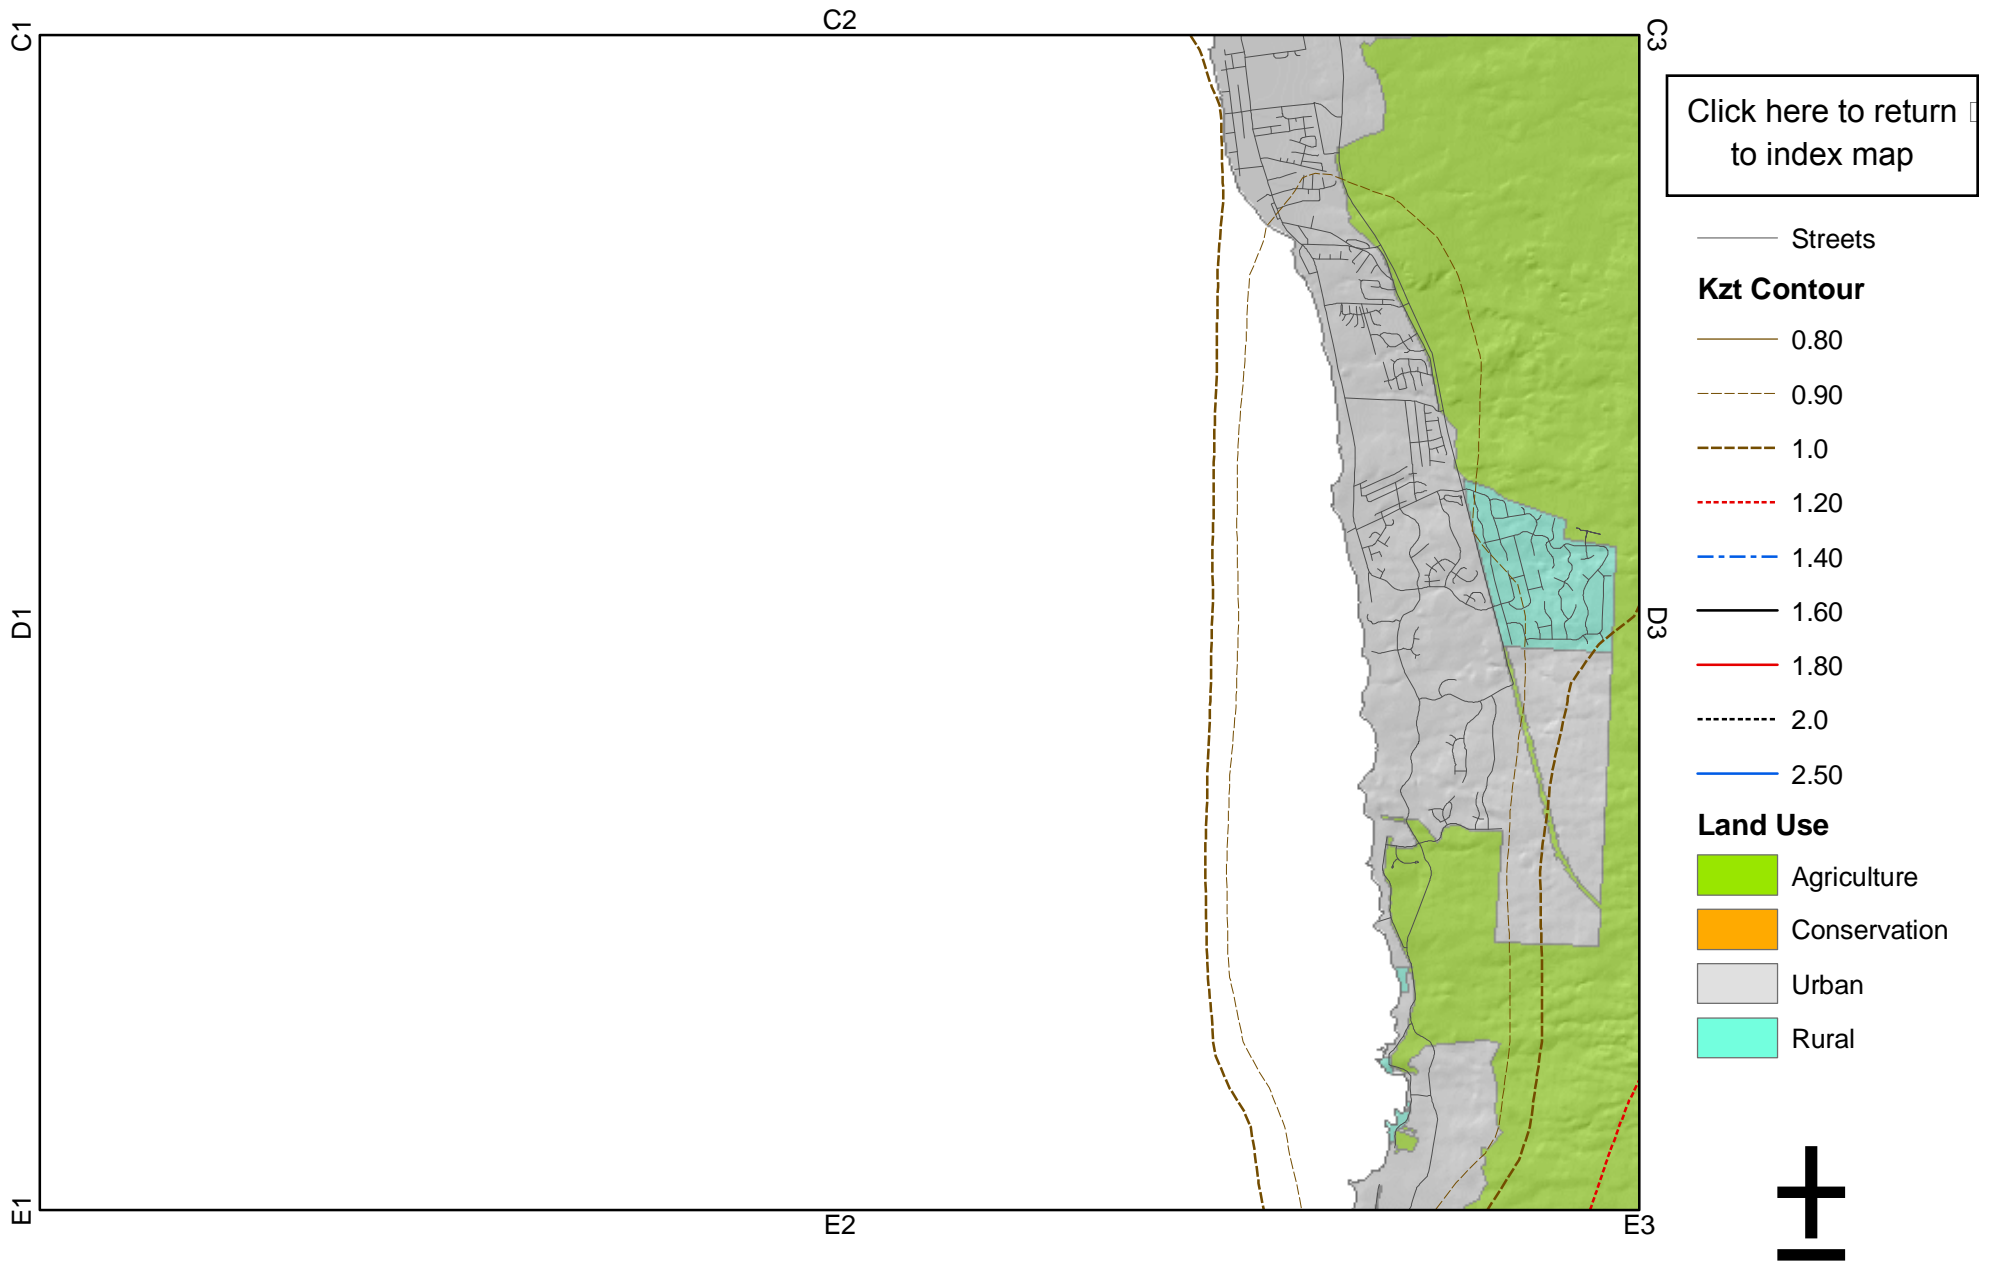 C1
C2
C3
Click here to return
to index map
Streets
Kzt Contour
0.80
0.90
1.0
1.20
1.40
1.60
1.80
2.0
2.50
Land Use
Agriculture
Conservation
Urban
Rural
D1
D3
E1
E2
E3